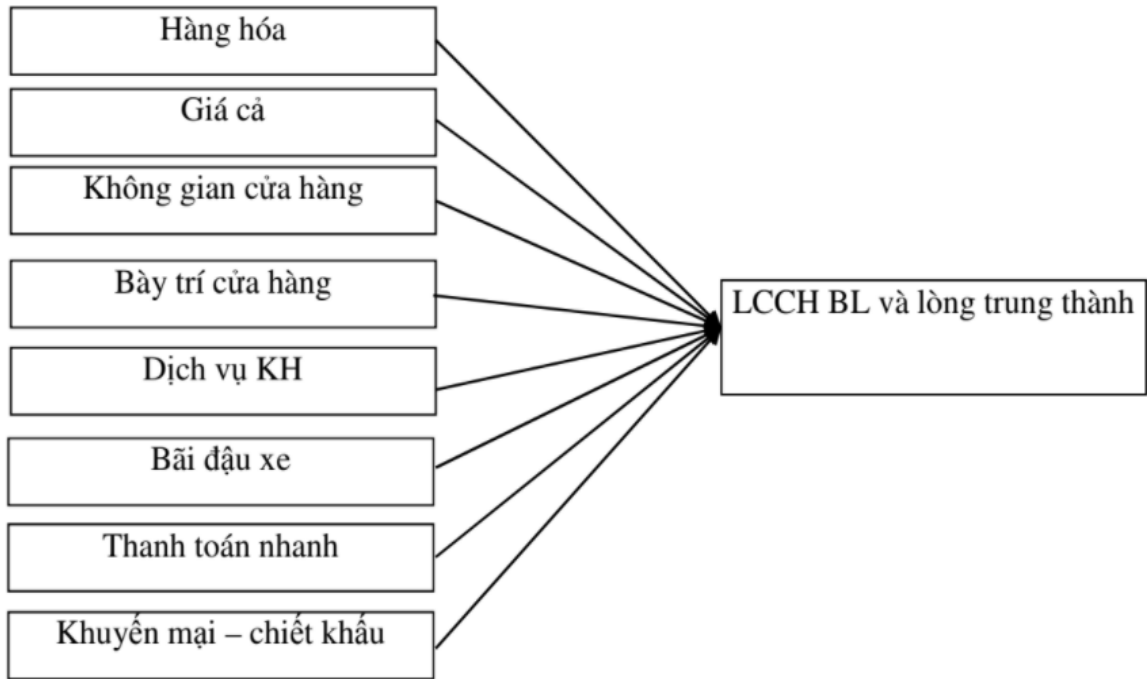 Hàng hóa
Giá cả
Không gian cửa hàng
Bày trí cửa hàng
Dịch vụ KH
Bãi đậu xe
Thanh toán nhanh
Khuyến mại – chiết khấu
LCCH BL và lòng trung thành